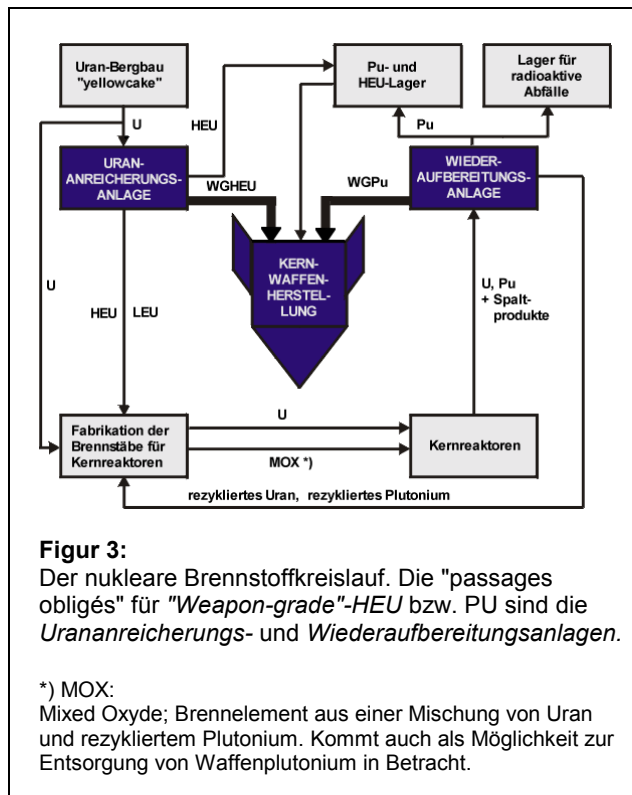 Uran-Bergbau
"yellowcake"
Pu- und
HEU-Lager
Lager für
radioaktive
Abfälle
U
HEU
Pu
URAN-
ANREICHERUNGS-
ANLAGE
WIEDER-
AUFBEREITUNGS-
ANLAGE
WGHEU
WGPu
KERN-
WAFFEN-
HERSTEL-
LUNG
U
HEU
LEU
U, Pu
+ Spalt-
produkte
Fabrikation der
Brennstäbe für
Kernreaktoren
U
MOX *)
Kernreaktoren
rezykliertes Uran, rezykliertes Plutonium
Figur 3:
Der nukleare Brennstoffkreislauf. Die "passages
obligés" für "Weapon-grade"-HEU bzw. PU sind die
Urananreicherungs- und Wiederaufbereitungsanlagen.
*) MOX:
Mixed Oxyde; Brennelement aus einer Mischung von Uran
und rezykliertem Plutonium. Kommt auch als Möglichkeit zur
Entsorgung von Waffenplutonium in Betracht.